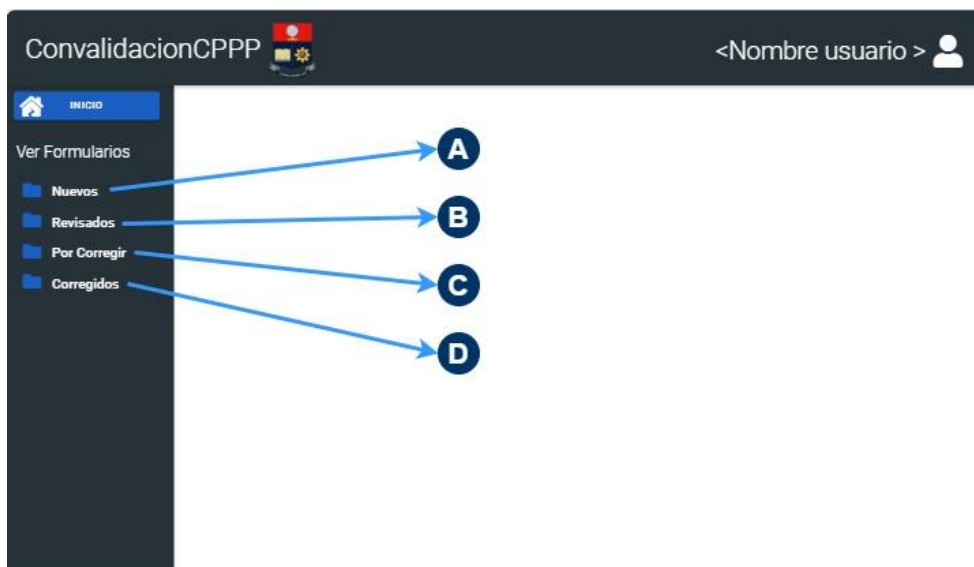 ConvalidacionCPPP
<Nombre usuario >
INICIO
Ver Formularios
Nuevos
A
Revisados
B
Por Corregir
C
Corregidos
D